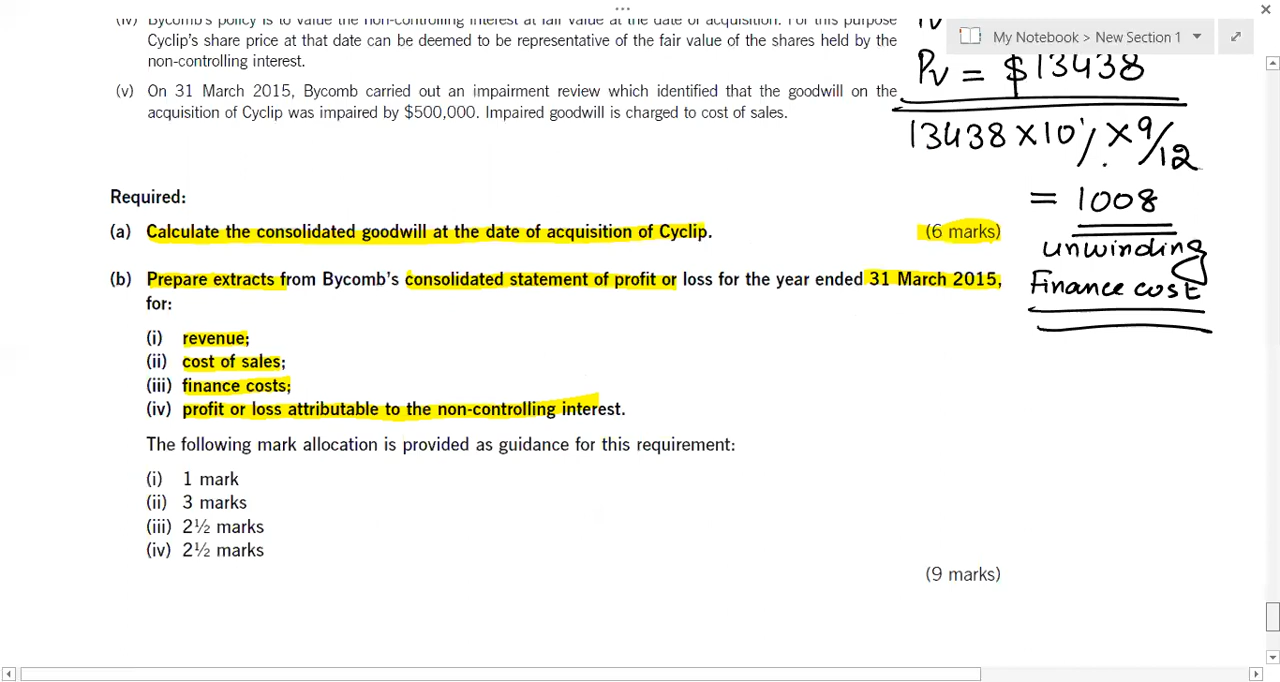 (iv) Bycomb's policy is to value the non-controlling interest at fair value at the date of acquisition. For this purpose
Cyclip's share price at that date can be deemed to be representative of the fair value of the shares held by the
non-controlling interest.
(v) On 31 March 2015, Bycomb carried out an impairment review which identified that the goodwill on the
acquisition of Cyclip was impaired by $500,000. Impaired goodwill is charged to cost of sales.
Required:
(a) Calculate the consolidated goodwill at the date of acquisition of Cyclip. (6 marks)
(b) Prepare extracts from Bycomb's consolidated statement of profit or loss for the year ended 31 March 2015,
for:
(i) revenue;
(ii) cost of sales;
(iii) finance costs;
(iv) profit or loss attributable to the non-controlling interest.
The following mark allocation is provided as guidance for this requirement:
(i) 1 mark
(ii) 3 marks
(iii) 2½ marks
(iv) 2½ marks
(9 marks)
My Notebook > New Section 1
PV = $13438
13438 × 10% × 9/12
= 1008
unwinding
Finance cost